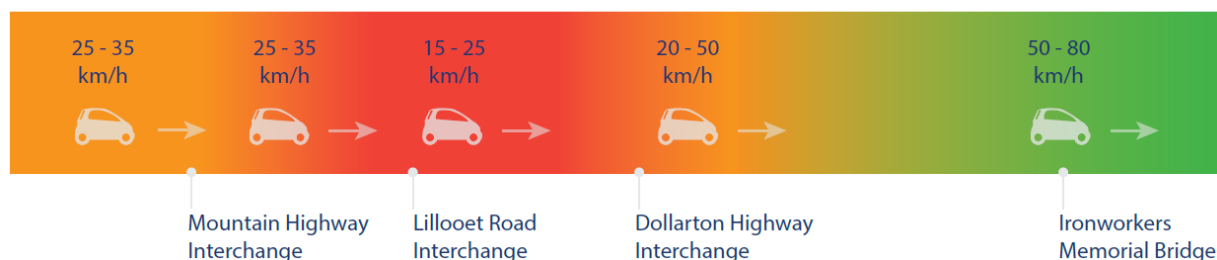 25 - 35
km/h
25 - 35
km/h
15 - 25
km/h
20 - 50
km/h
50 - 80
km/h
Mountain Highway
Interchange
Lillooet Road
Interchange
Dollarton Highway
Interchange
Ironworkers
Memorial Bridge